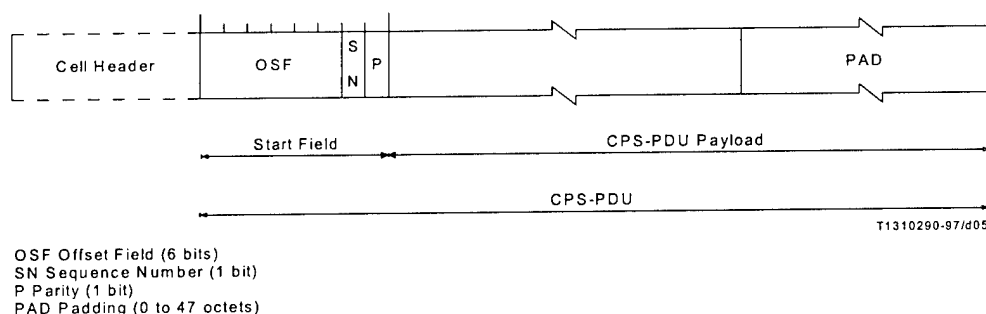 Cell Header
OSF
S
N
P
PAD
Start Field
CPS-PDU Payload
CPS-PDU
T1310290-97/d05
OSF Offset Field (6 bits)
SN Sequence Number (1 bit)
P Parity (1 bit)
PAD Padding (0 to 47 octets)